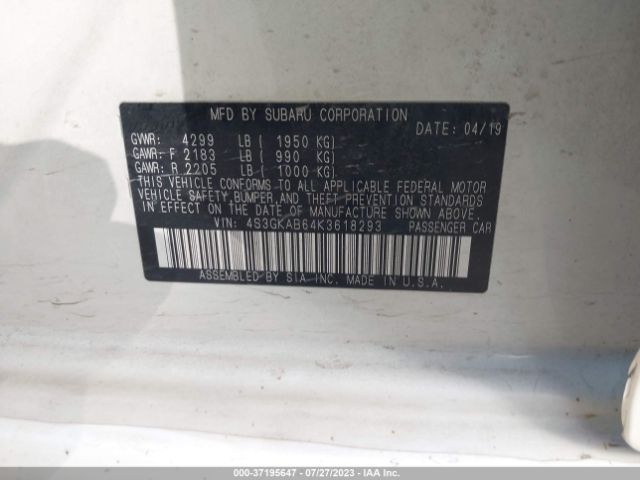 MFD BY SUBARU CORPORATION
DATE: 04/19
GVWR: 4299 LB ( 1950 KG)
GAWR: F 2183 LB ( 990 KG)
GAWR: R 2205 LB ( 1000 KG)
THIS VEHICLE CONFORMS TO ALL APPLICABLE FEDERAL MOTOR
VEHICLE SAFETY, BUMPER, AND THEFT PREVENTION STANDARDS
IN EFFECT ON THE DATE OF MANUFACTURE SHOWN ABOVE.
VIN: 4S3GKAB64K3618293 PASSENGER CAR
ASSEMBLED BY SIA INC. MADE IN U.S.A.
000-37195647 | 07/27/2023 | © IAA Inc.